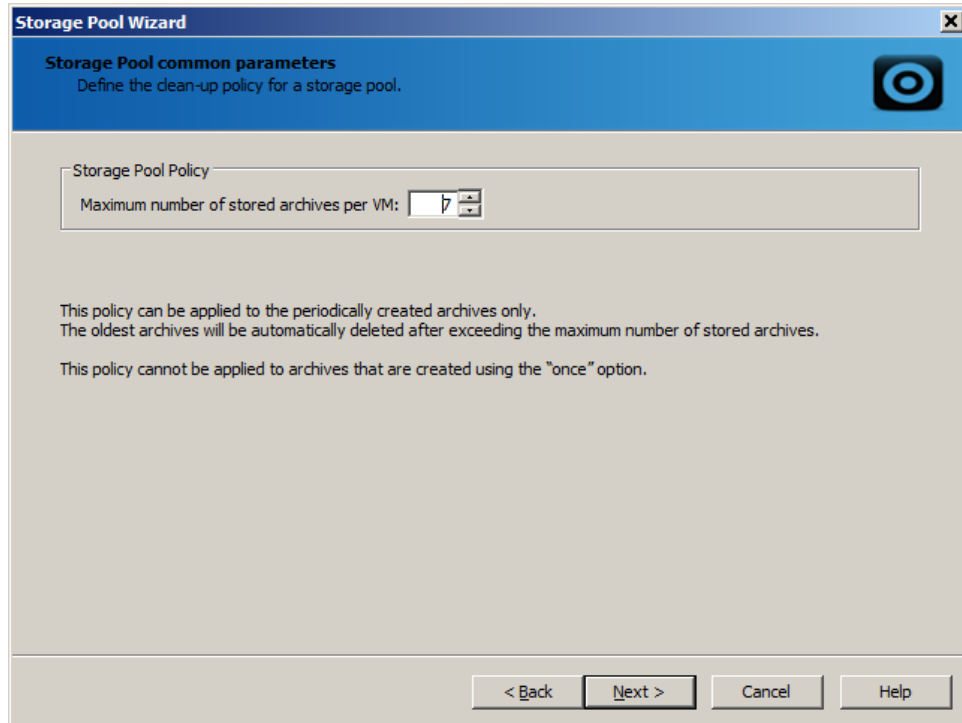 Storage Pool Wizard
Storage Pool common parameters
Define the clean-up policy for a storage pool.
Storage Pool Policy
Maximum number of stored archives per VM: 7
This policy can be applied to the periodically created archives only.
The oldest archives will be automatically deleted after exceeding the maximum number of stored archives.
This policy cannot be applied to archives that are created using the “once” option.
< Back Next > Cancel Help